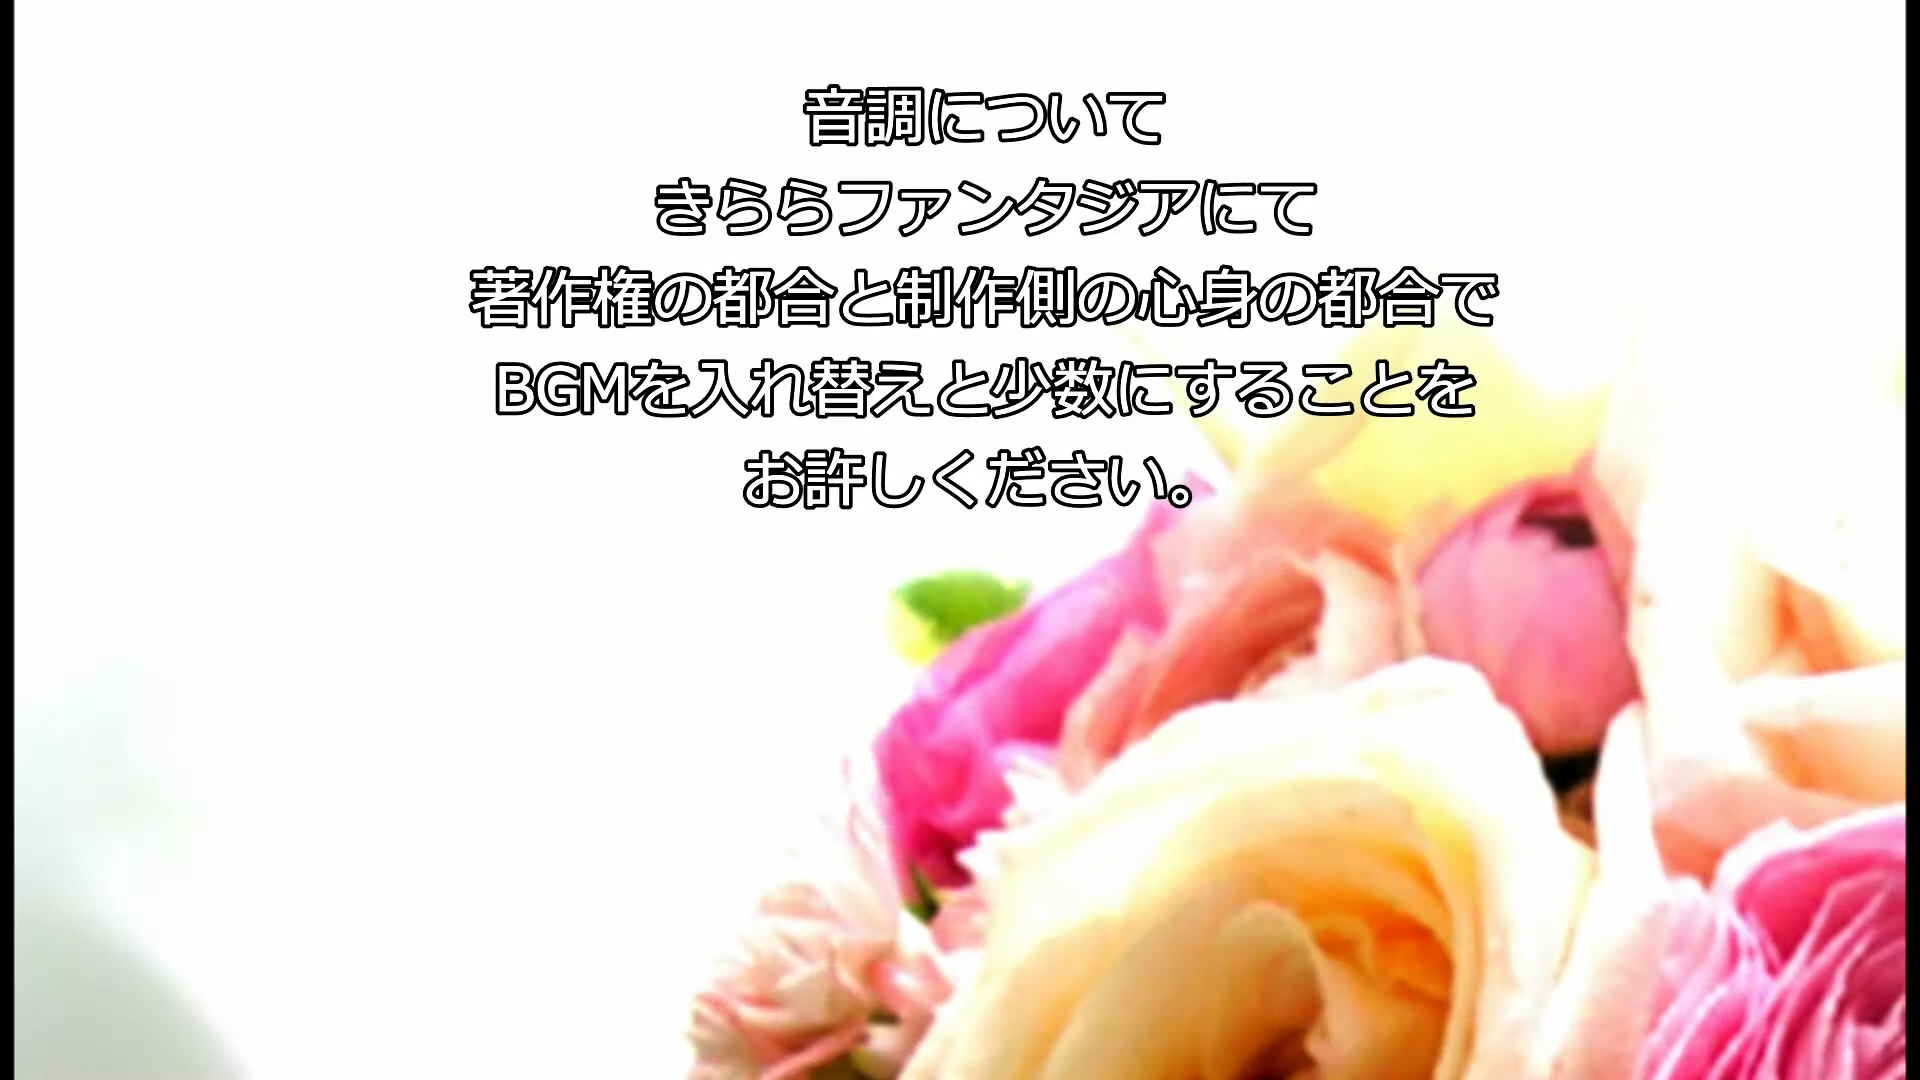 音調について
きららファンタジアにて
著作権の都合と制作側の心身の都合で
BGMを入れ替えと少数にすることを
お許しください。